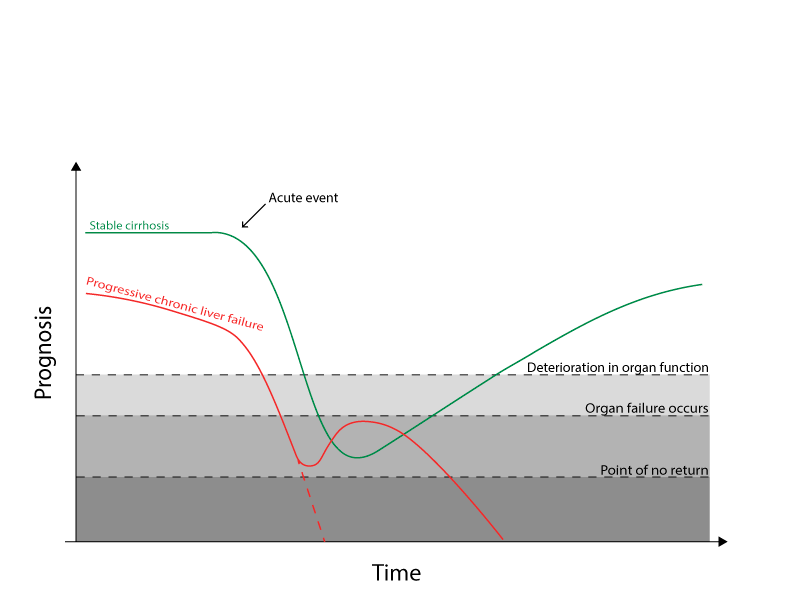 Acute event
Stable cirrhosis
Progressive chronic liver failure
Deterioration in organ function
Organ failure occurs
Point of no return
Prognosis
Time